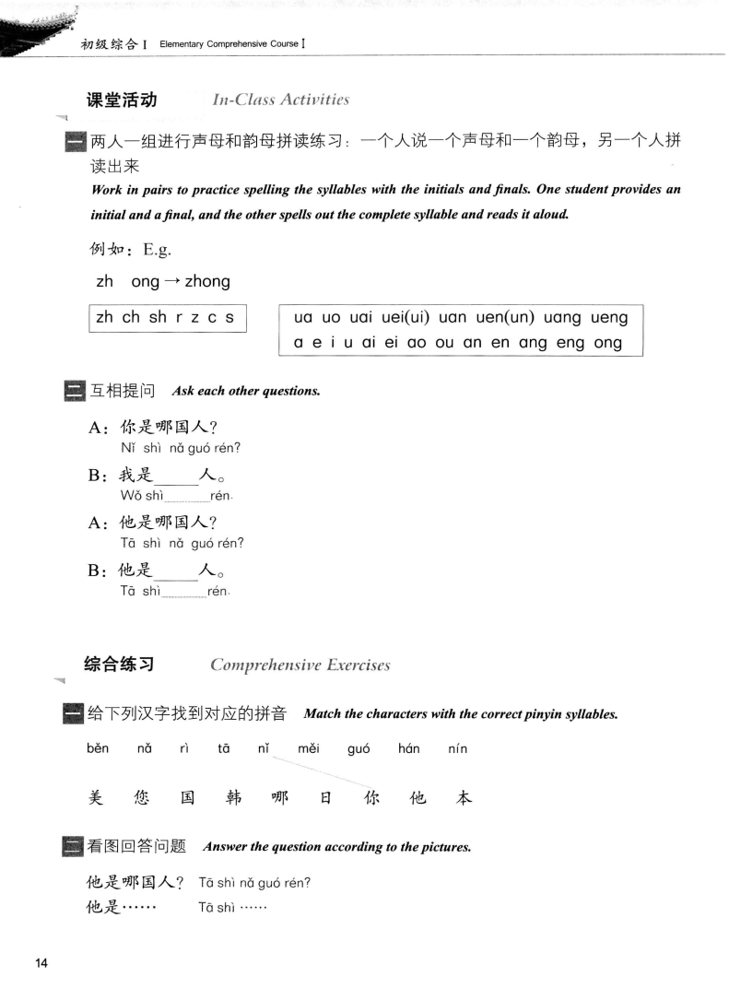 初级综合 I Elementary Comprehensive Course I
课堂活动 In-Class Activities
一 两人一组进行声母和韵母拼读练习：一个人说一个声母和一个韵母，另一个人拼
读出来
Work in pairs to practice spelling the syllables with the initials and finals. One student provides an
initial and a final, and the other spells out the complete syllable and reads it aloud.
例如：E.g.
zh ong → zhong
zh ch sh r z c s
ua uo uai uei(ui) uan uen(un) uang ueng
a e i u ai ei ao ou an en ang eng ong
二 互相提问 Ask each other questions.
A：你是哪国人？
Nǐ shì nǎ guó rén?
B：我是_____人。
Wǒ shì_____rén.
A：他是哪国人？
Tā shì nǎ guó rén?
B：他是_____人。
Tā shì_____rén.
综合练习 Comprehensive Exercises
一 给下列汉字找到对应的拼音 Match the characters with the correct pinyin syllables.
běn nǎ rì tā nǐ měi guó hán nín
美 您 国 韩 哪 日 你 他 本
二 看图回答问题 Answer the question according to the pictures.
他是哪国人？ Tā shì nǎ guó rén?
他是…… Tā shì ……
14